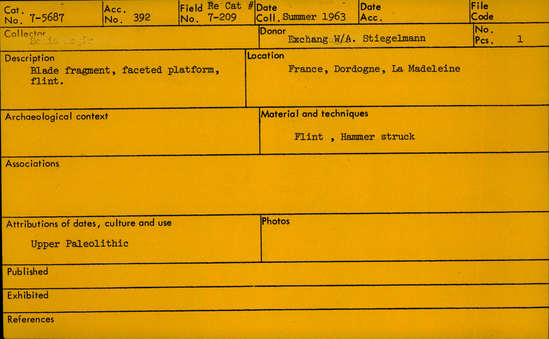 Cat. No. 7-5687 Acc. No. 392 Field No. Re Cat # 7-209 Date Coll. Summer 1963 Date Acc. File Code
Collector Donor Exchang W/A. Stiegelmann No. Pcs. 1
Description Location
Blade fragment, faceted platform, France, Dordogne, La Madeleine
flint.
Archaeological context Material and techniques
Flint , Hammer struck
Associations
Attributions of dates, culture and use Photos
Upper Paleolithic
Published
Exhibited
References